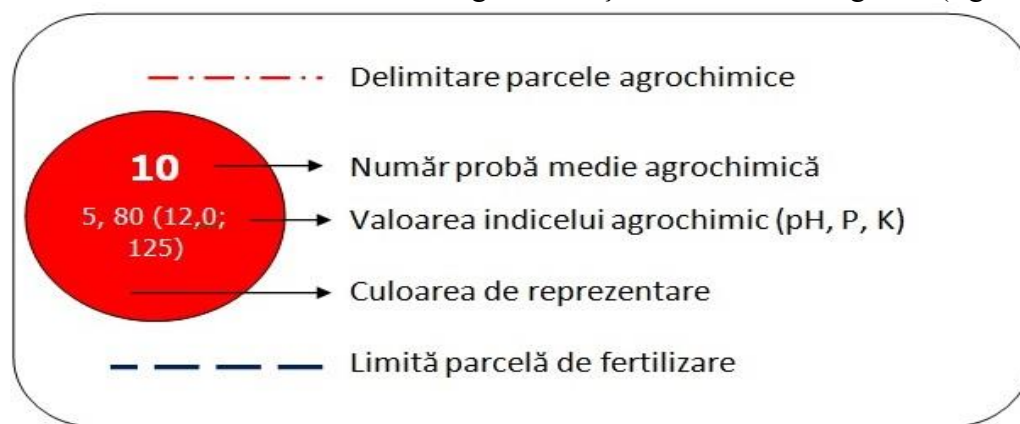 Delimitare parcele agrochimice
10
Număr probă medie agrochimică
5, 80 (12,0;
125)
Valoarea indicelui agrochimic (pH, P, K)
Culoarea de reprezentare
Limită parcelă de fertilizare